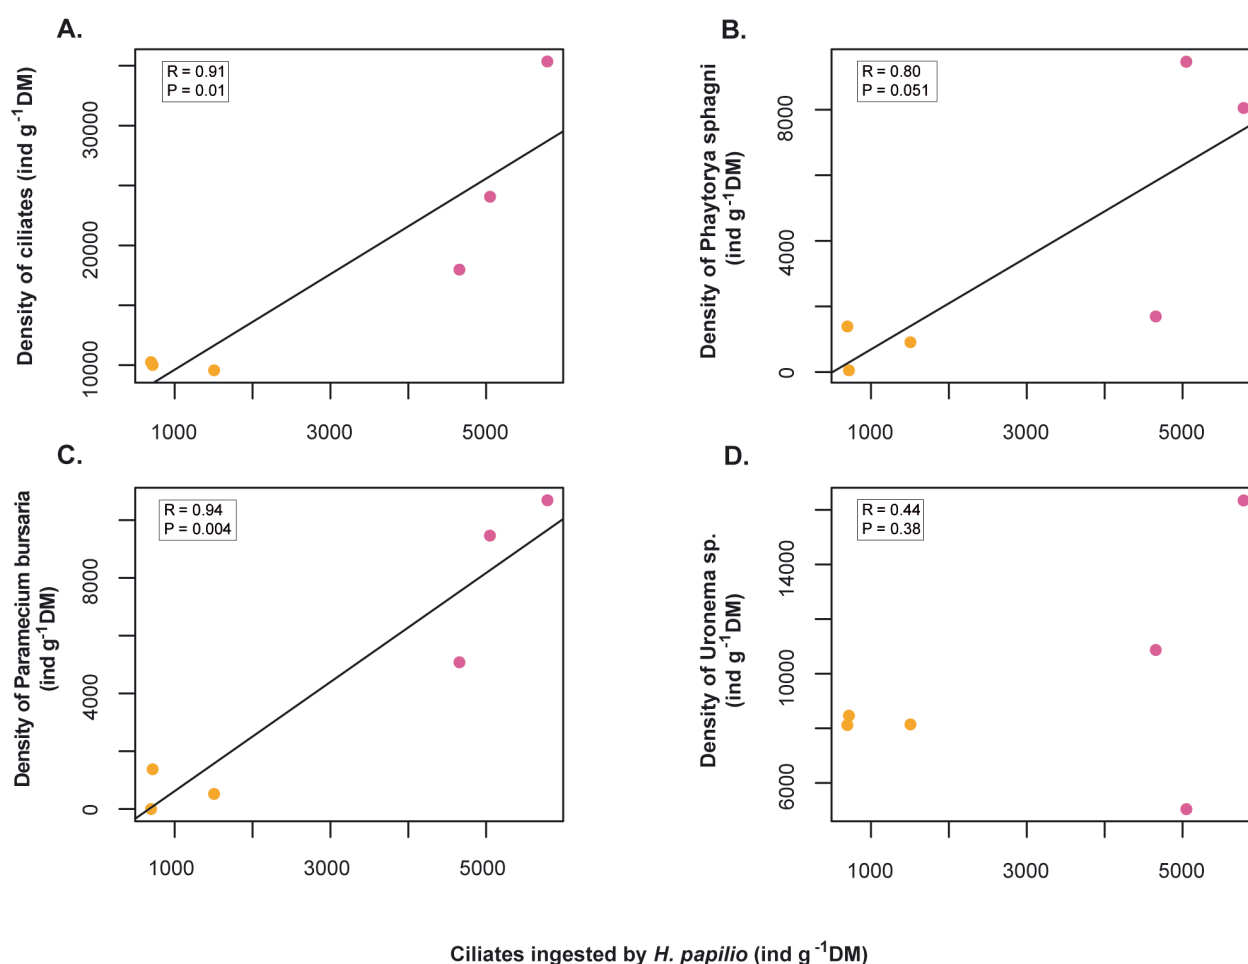 A.
R = 0.91
P = 0.01
Density of ciliates (ind g-1DM)
10000
20000
30000
1000
3000
5000
B.
R = 0.80
P = 0.051
Density of Phaytorya sphagni
(ind g-1DM)
0
4000
8000
1000
3000
5000
C.
R = 0.94
P = 0.004
Density of Paramecium bursaria
(ind g-1DM)
0
4000
8000
1000
3000
5000
D.
R = 0.44
P = 0.38
Density of Uronema sp.
(ind g-1DM)
6000
10000
14000
1000
3000
5000
Ciliates ingested by H. papilio (ind g -1DM)